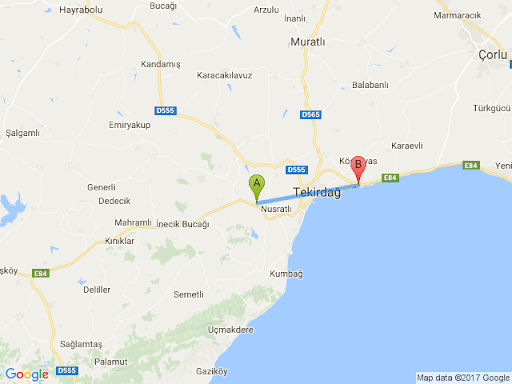 Hayrabolu
Bucağı
Arzulu
İnanlı
Marmaracık
Muratlı
Çorlu
Kandamış
Karacakılavuz
Balabanlı
D555
D565
Türkgücü
Emiryakup
Şalgamlı
Karaevli
Yeni
D555
E84
A
B
E84
Generli
Dedecik
Tekirdağ
Nusratlı
Mahramlı
İnecik Bucağı
Kınıklar
E84
Kumbağ
Deliller
Semetli
Uçmakdere
Sağlamtaş
D555
Palamut
Gaziköy
Google
Map data ©2017 Google